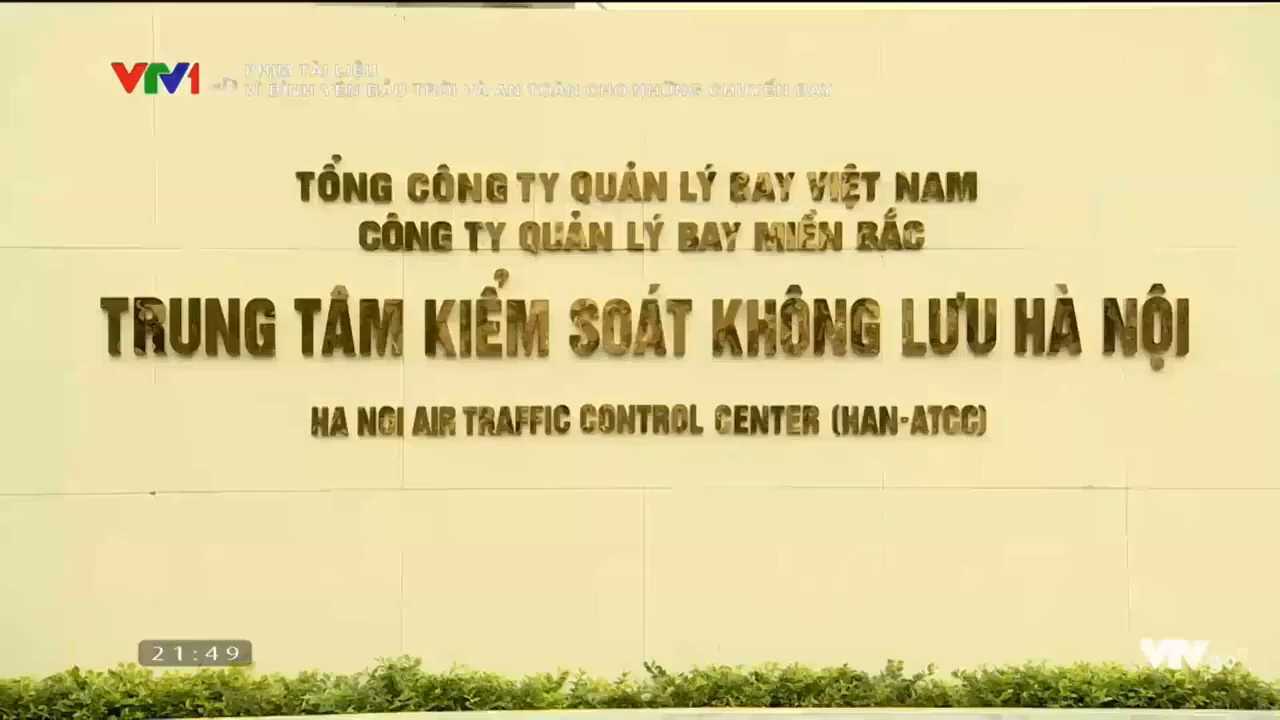 VTV1
PHIM TÀI LIỆU
VÌ BÌNH YÊN BẦU TRỜI VÀ AN TOÀN CHO NHỮNG CHUYẾN BAY
TỔNG CÔNG TY QUẢN LÝ BAY VIỆT NAM
CÔNG TY QUẢN LÝ BAY MIỀN BẮC
TRUNG TÂM KIỂM SOÁT KHÔNG LƯU HÀ NỘI
HA NOI AIR TRAFFIC CONTROL CENTER (HAN-ATCC)
21:49
VTV